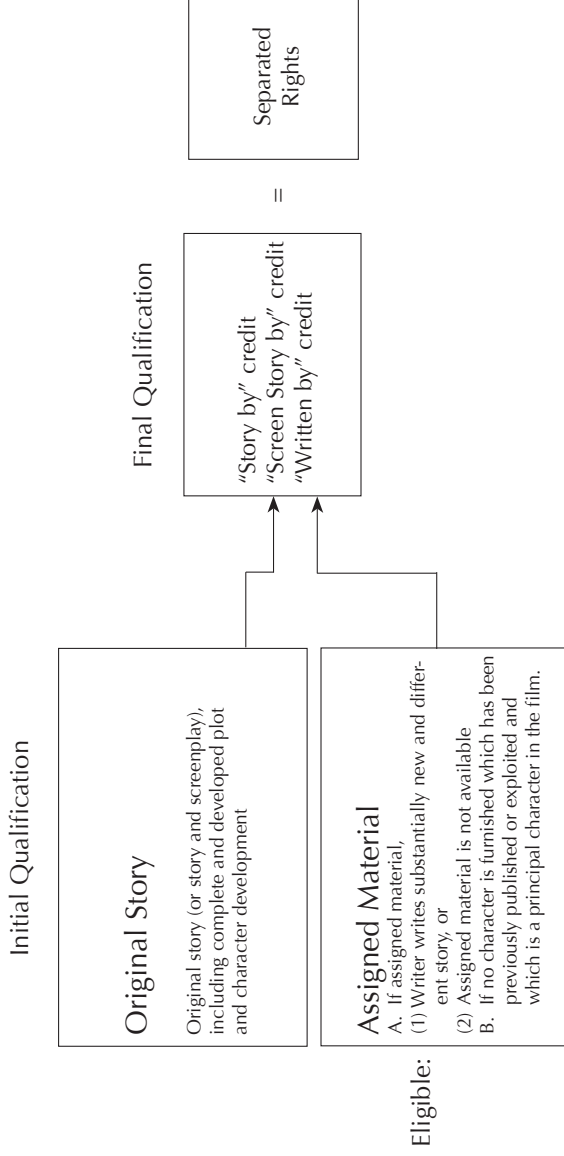 Initial Qualification
Original Story
Original story (or story and screenplay),
including complete and developed plot
and character development
Eligible:
Assigned Material
A. If assigned material,
(1) Writer writes substantially new and differ-
ent story, or
(2) Assigned material is not available
B. If no character is furnished which has been
previously published or exploited and
which is a principal character in the film.
Final Qualification
“Story by” credit
“Screen Story by” credit
“Written by” credit
=
Separated
Rights